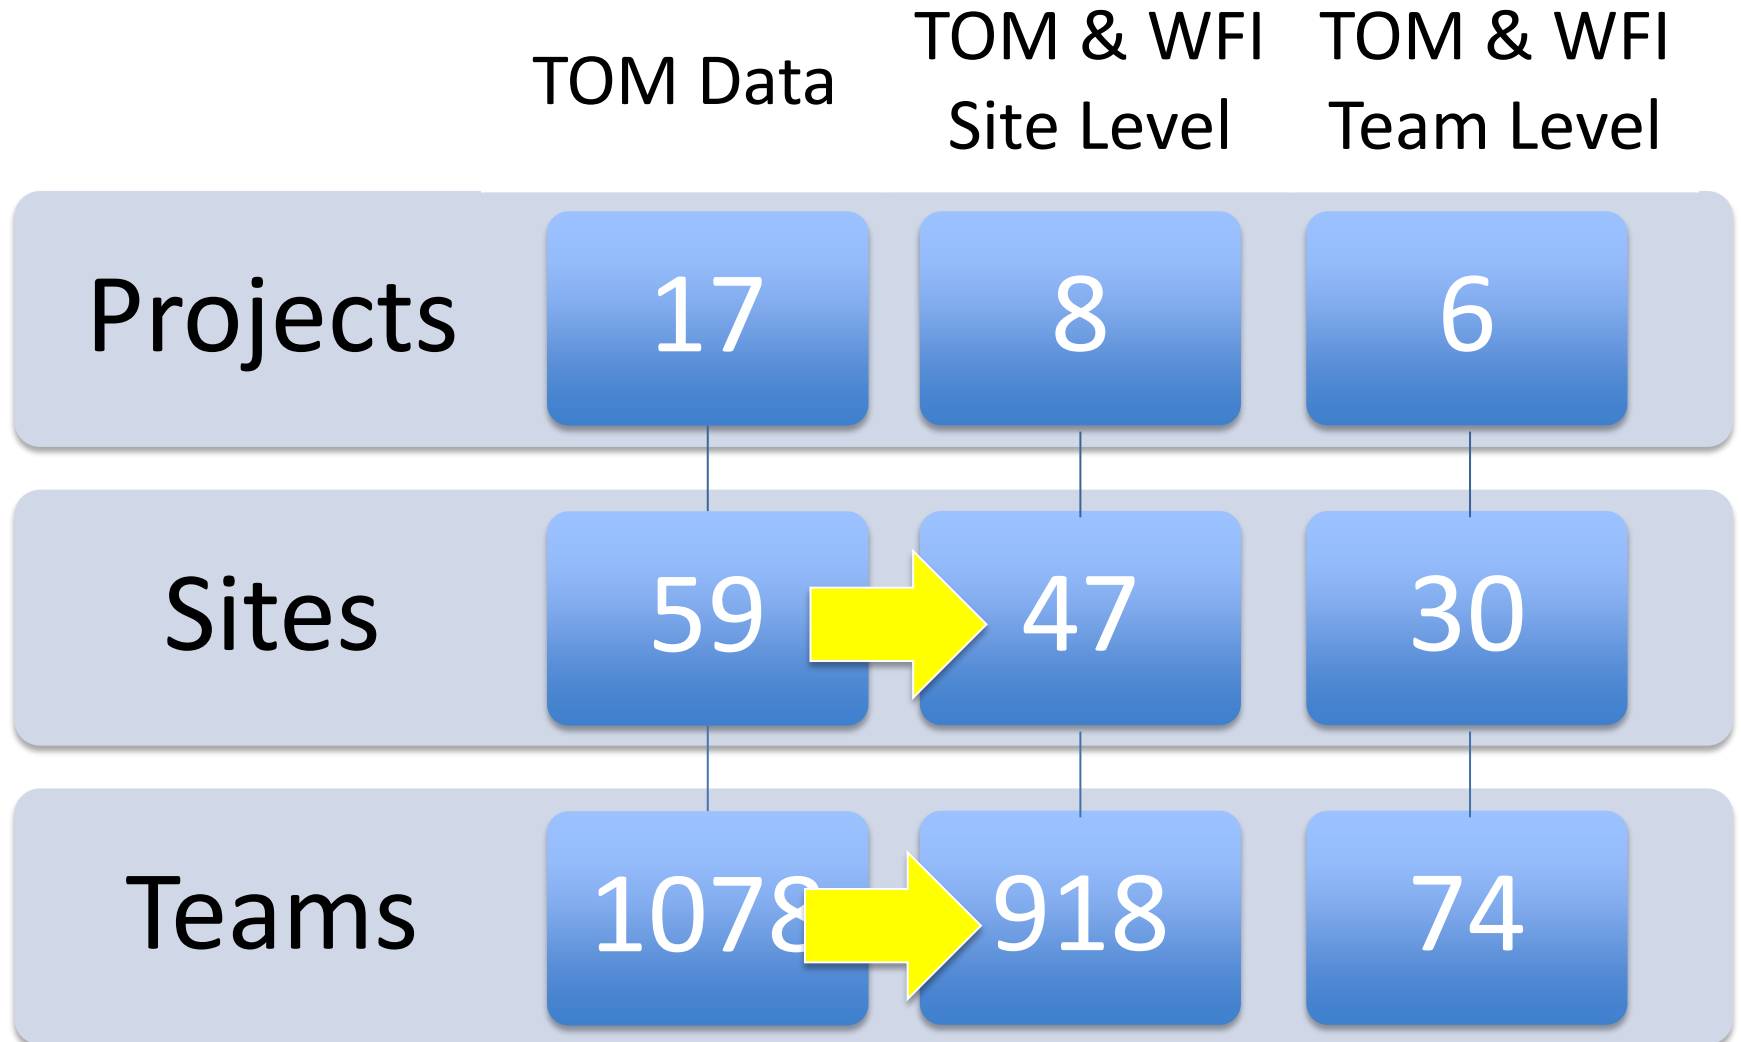 TOM Data
TOM & WFI
Site Level
TOM & WFI
Team Level
Projects
17
8
6
Sites
59
47
30
Teams
1078
918
74